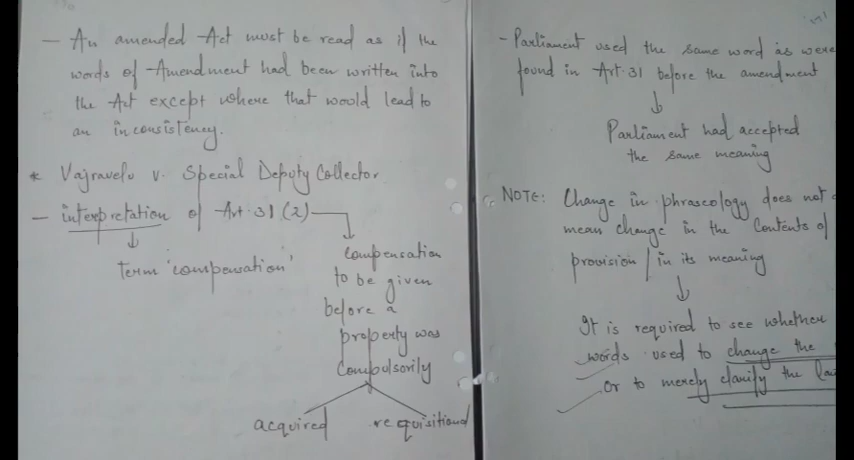 - An amended Act must be read as if the
words of Amendment had been written into
the Act except where that would lead to
an inconsistency.
* Vajravelu v. Special Deputy Collector
- interpretation of Art. 31 (2)
term 'compensation'
Compensation
to be given
before a
property was
Compulsorily
acquired
requisitioned
- Parliament used the same word as were
found in Art. 31 before the amendment
Parliament had accepted
the same meaning
NOTE: Change in phraseology does not
mean change in the Contents of
provision / in its meaning
It is required to see whether
words used to change the
or to merely clarify the law